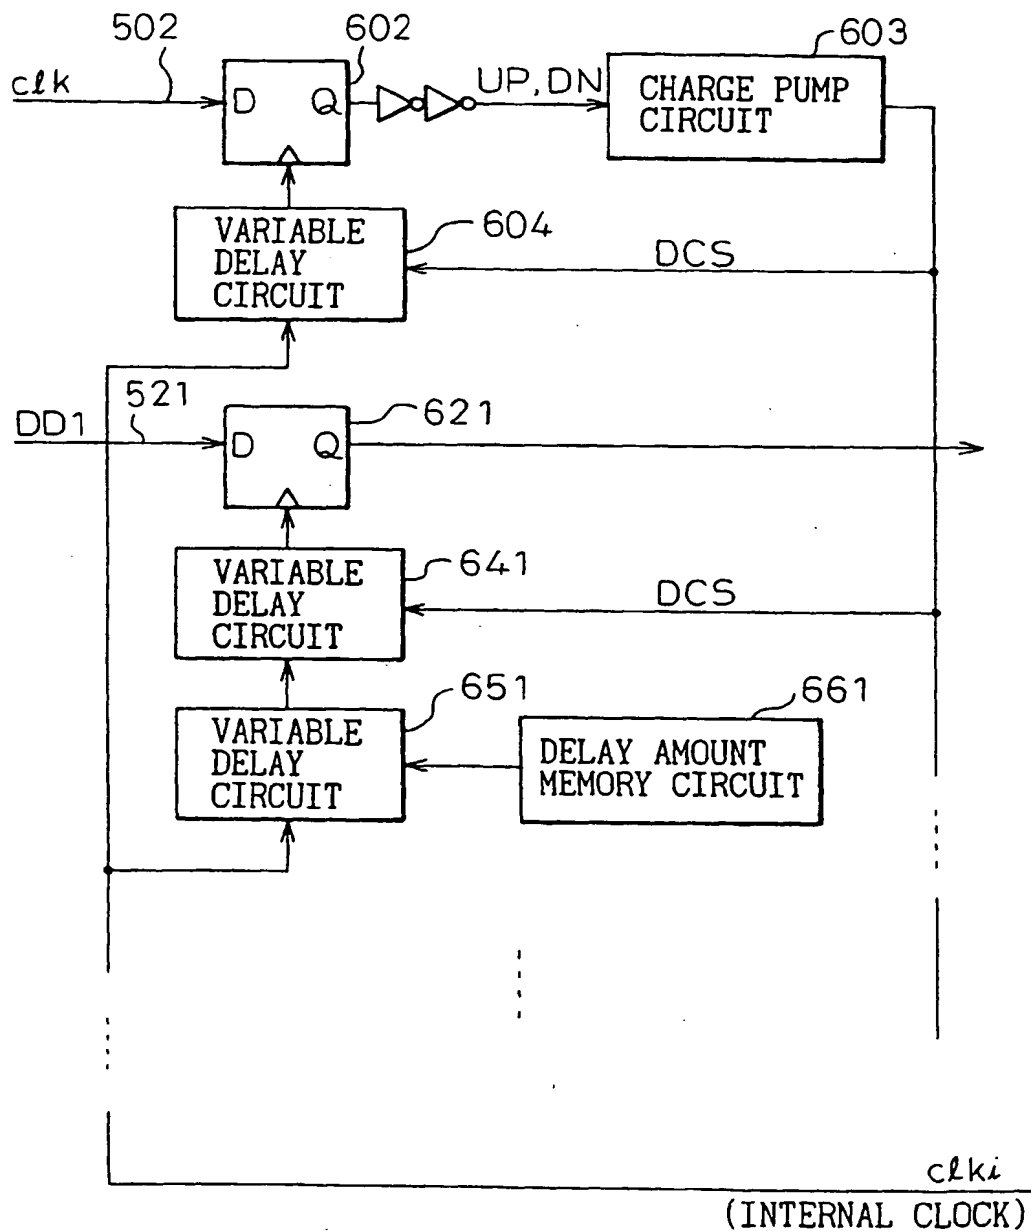 502
602
603
clk
D Q
UP, DN
CHARGE PUMP
CIRCUIT
VARIABLE
DELAY
CIRCUIT
604
DCS
DD1
521
D Q
621
VARIABLE
DELAY
CIRCUIT
641
DCS
VARIABLE
DELAY
CIRCUIT
651
661
DELAY AMOUNT
MEMORY CIRCUIT
clki
(INTERNAL CLOCK)